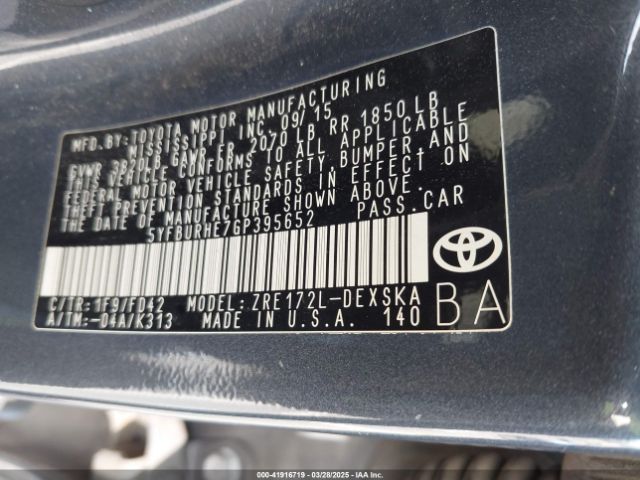 MFD. BY: TOYOTA MOTOR MANUFACTURING
MISSISSIPPI INC. 09/15
GVWR 3820LB GAWR FR 2070 LB RR 1850 LB
THIS VEHICLE CONFORMS TO ALL APPLICABLE
FEDERAL MOTOR VEHICLE SAFETY, BUMPER, AND
THEFT PREVENTION STANDARDS IN EFFECT ON
THE DATE OF MANUFACTURE SHOWN ABOVE.
5YFBURHE7GP395652 PASS. CAR
C/TR: 1F9/FD42 MODEL: ZRE172L-DEXSKA
A/TM: -04A/K313 MADE IN U.S.A. 140
BA
000-41916719 | 03/28/2025 - COPYRIGHT IAA